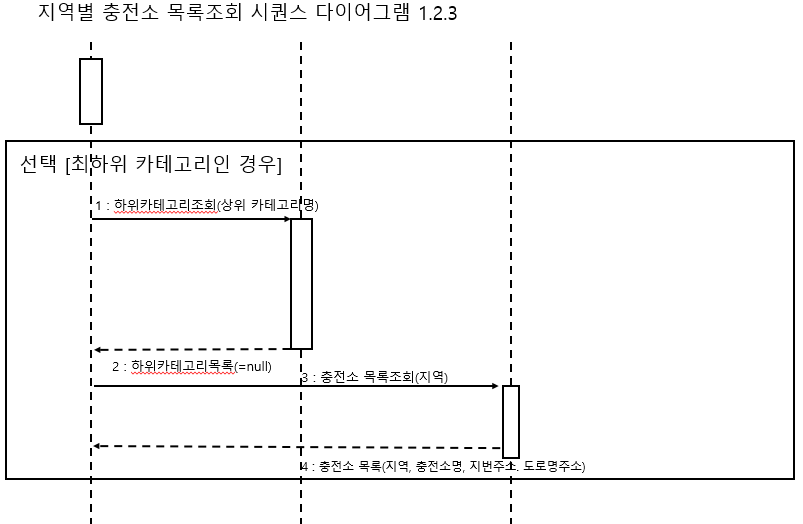 지역별 충전소 목록조회 시퀀스 다이어그램 1.2.3
선택 [최하위 카테고리인 경우]
1 : 하위카테고리조회(상위 카테고리명)
2 : 하위카테고리목록(=null)
3 : 충전소 목록조회(지역)
4 : 충전소 목록(지역, 충전소명, 지번주소. 도로명주소)